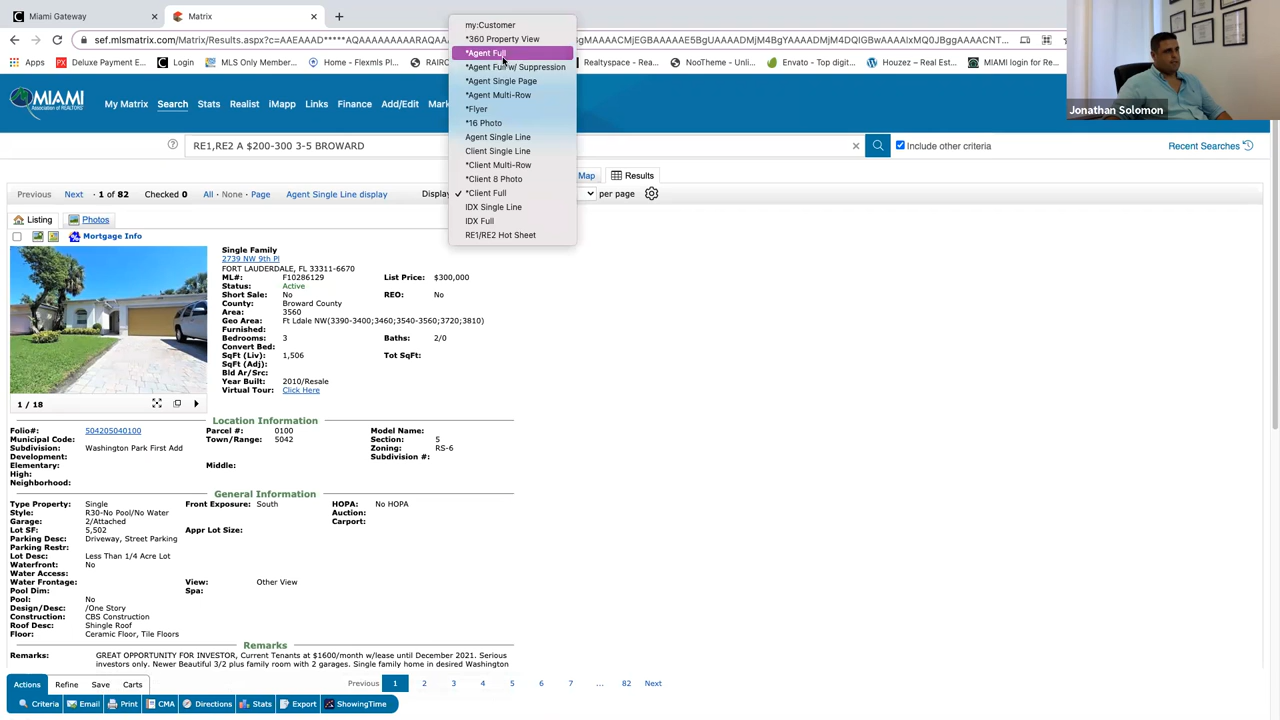 Miami Gateway
Matrix
sef.mlsmatrix.com/Matrix/Results.aspx?c=AAEAAAD*****AQAAAAAAAAARAQAA
Apps
Deluxe Payment E...
Login
MLS Only Member...
Home - Flexmls Pl...
RAIRC
Realtyspace
NooTheme - Unlim...
Envato - Top digit...
Houzez – Real Est...
MIAMI login for
Jonathan Solomon
my:Customer
*360 Property View
*Agent Full
*Agent Full w/ Suppression
*Agent Single Page
*Agent Multi-Row
*Flyer
*16 Photo
Agent Single Line
Client Single Line
*Client Multi-Row
*Client 8 Photo
✓ *Client Full
IDX Single Line
IDX Full
RE1/RE2 Hot Sheet
MIAMI
Association of REALTORS
My Matrix Search Stats Realist iMapp Links Finance Add/Edit
RE1,RE2 A $200-300 3-5 BROWARD
Include other criteria
Recent Searches
Map Results
Previous Next · 1 of 82 Checked 0 All · None · Page Agent Single Line display
Display
per page
Listing Photos
Mortgage Info
1 / 18
Single Family
2739 NW 9th Pl
FORT LAUDERDALE, FL 33311-6670
ML#: F10286129 List Price: $300,000
Status: Active
Short Sale: No REO: No
County: Broward County
Area: 3560
Geo Area: Ft Ldale NW(3390-3400;3460;3540-3560;3720;3810)
Furnished:
Bedrooms: 3 Baths: 2/0
Convert Bed:
SqFt (Liv): 1,506 Tot SqFt:
SqFt (Adj):
Bld Ar/Src:
Year Built: 2010/Resale
Virtual Tour: Click Here
Location Information
Folio#: 504205040100 Parcel #: 0100 Model Name:
Municipal Code: Town/Range: 5042 Section: 5
Subdivision: Washington Park First Add Zoning: RS-6
Development: Subdivision #:
Elementary: Middle:
High:
Neighborhood:
General Information
Type Property: Single Front Exposure: South HOPA: No HOPA
Style: R30-No Pool/No Water Auction:
Garage: 2/Attached Carport:
Lot SF: 5,502 Appr Lot Size:
Parking Desc: Driveway, Street Parking
Parking Restr:
Lot Desc: Less Than 1/4 Acre Lot
Waterfront: No
Water Access:
Water Frontage: View: Other View
Pool Dim: Spa:
Pool: No
Design/Desc: /One Story
Construction: CBS Construction
Roof Desc: Shingle Roof
Floor: Ceramic Floor, Tile Floors
Remarks
Remarks: GREAT OPPORTUNITY FOR INVESTOR, Current Tenants at $1600/month w/lease until December 2021. Serious
investors only. Newer Beautiful 3/2 plus family room with 2 garages. Single family home in desired Washington
Actions Refine Save Carts
Previous 1 2 3 4 5 6 7 ... 82 Next
Criteria Email Print CMA Directions Stats Export ShowingTime